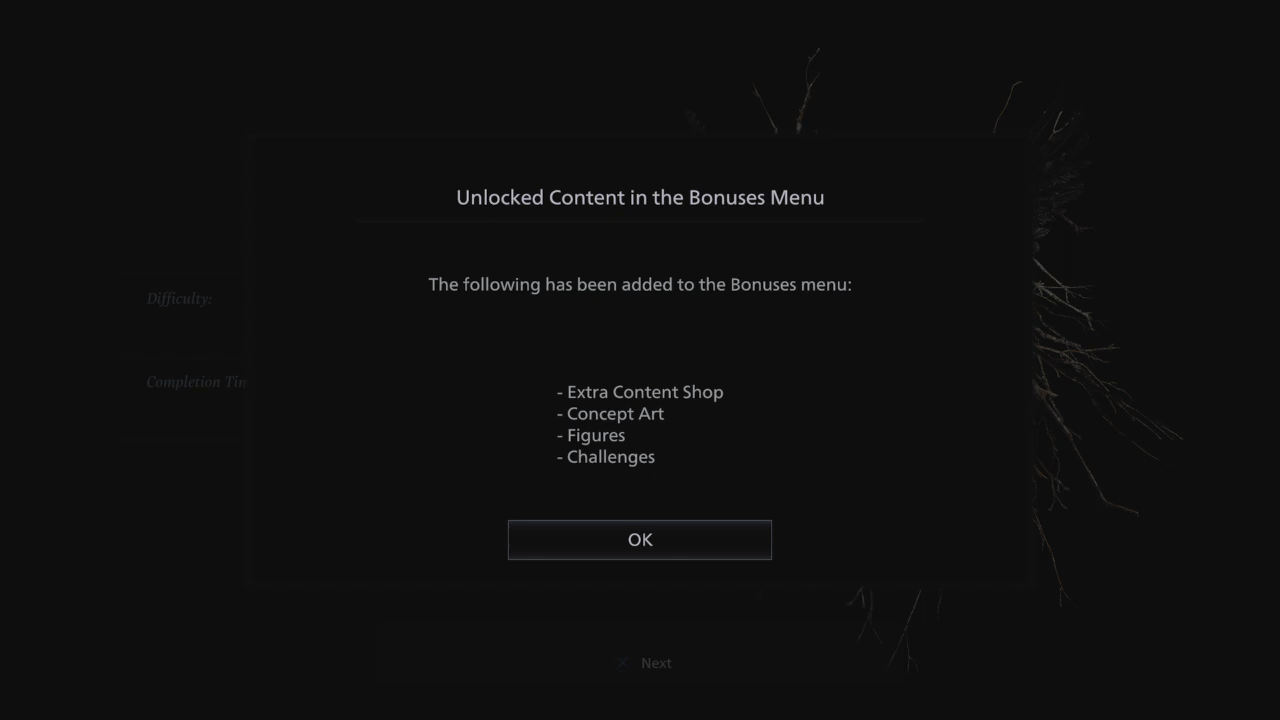 Unlocked Content in the Bonuses Menu
The following has been added to the Bonuses menu:
Difficulty:
Completion Tim
- Extra Content Shop
- Concept Art
- Figures
- Challenges
OK
Next